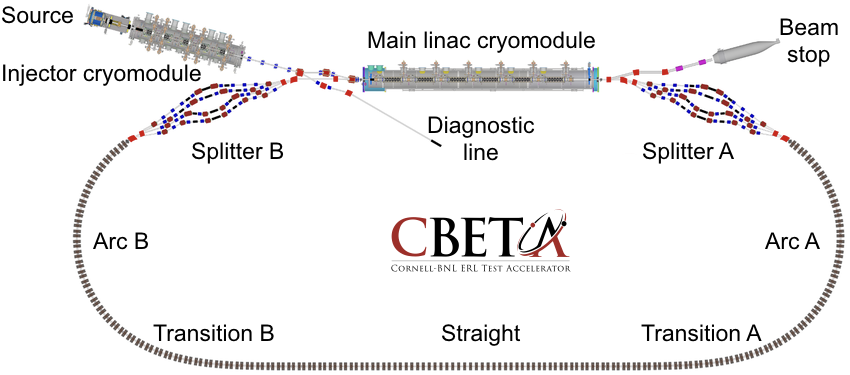 Source
Injector cryomodule
Main linac cryomodule
Beam
stop
Diagnostic
line
Splitter B
Splitter A
Arc B
Arc A
CBETA
CORNELL-BNL ERL TEST ACCELERATOR
Transition B
Straight
Transition A